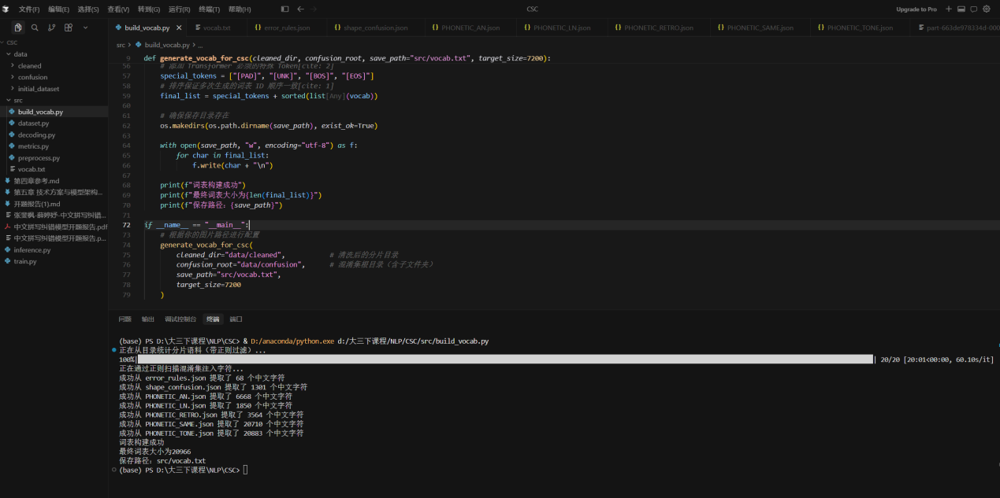 文件(F) 编辑(E) 选择(S) 查看(V) 转到(G) 运行(R) 终端(T) 帮助(H)
CSC
Upgrade to Pro
build_vocab.py
vocab.txt
error_rules.json
shape_confusion.json
PHONETIC_AN.json
PHONETIC_LN.json
PHONETIC_RETRO.json
PHONETIC_SAME.json
PHONETIC_TONE.json
part-663de978334d-000
CSC
data
cleaned
confusion
initial_dataset
src
build_vocab.py
dataset.py
decoding.py
metrics.py
preprocess.py
vocab.txt
第四章参考.md
第五章 技术方案与模型架构...
开题报告(1).md
中文拼写纠错模型开题报告.pdf
中文拼写纠错模型开题报告.p...
inference.py
train.py
src > build_vocab.py > ...
9 def generate_vocab_for_csc(cleaned_dir, confusion_root, save_path="src/vocab.txt", target_size=7200):
56 # 添加 Transformer 必须的特殊 Token[cite: 2]
57 special_tokens = ["[PAD]", "[UNK]", "[BOS]", "[EOS]"]
58 # 排序保证多次生成的词表 ID 顺序一致[cite: 1]
59 final_list = special_tokens + sorted(list[Any](vocab))
60
61 # 确保保存目录存在
62 os.makedirs(os.path.dirname(save_path), exist_ok=True)
63
64 with open(save_path, "w", encoding="utf-8") as f:
65 for char in final_list:
66 f.write(char + "\n")
67
68 print(f"词表构建成功")
69 print(f"最终词表大小为{len(final_list)}")
70 print(f"保存路径: {save_path}")
71
72 if __name__ == "__main__":
73 # 根据你的图片路径进行配置
74 generate_vocab_for_csc(
75 cleaned_dir="data/cleaned", # 清洗后的分片目录
76 confusion_root="data/confusion", # 混淆集根目录（含子文件夹）
77 save_path="src/vocab.txt",
78 target_size=7200
79 )
问题 输出 调试控制台 终端 端口
(base) PS D:\大三下课程\NLP\CSC> & D:/anaconda/python.exe d:/大三下课程/NLP/CSC/src/build_vocab.py
正在从目录统计分片语料（带正则过滤）...
100%| | 20/20 [20:01<00:00, 60.10s/it]
正在通过正则扫描混淆集注入字符...
成功从 error_rules.json 提取了 68 个中文字符
成功从 shape_confusion.json 提取了 1301 个中文字符
成功从 PHONETIC_AN.json 提取了 6668 个中文字符
成功从 PHONETIC_LN.json 提取了 1850 个中文字符
成功从 PHONETIC_RETRO.json 提取了 3564 个中文字符
成功从 PHONETIC_SAME.json 提取了 20710 个中文字符
成功从 PHONETIC_TONE.json 提取了 20883 个中文字符
词表构建成功
最终词表大小为20966
保存路径: src/vocab.txt
(base) PS D:\大三下课程\NLP\CSC>